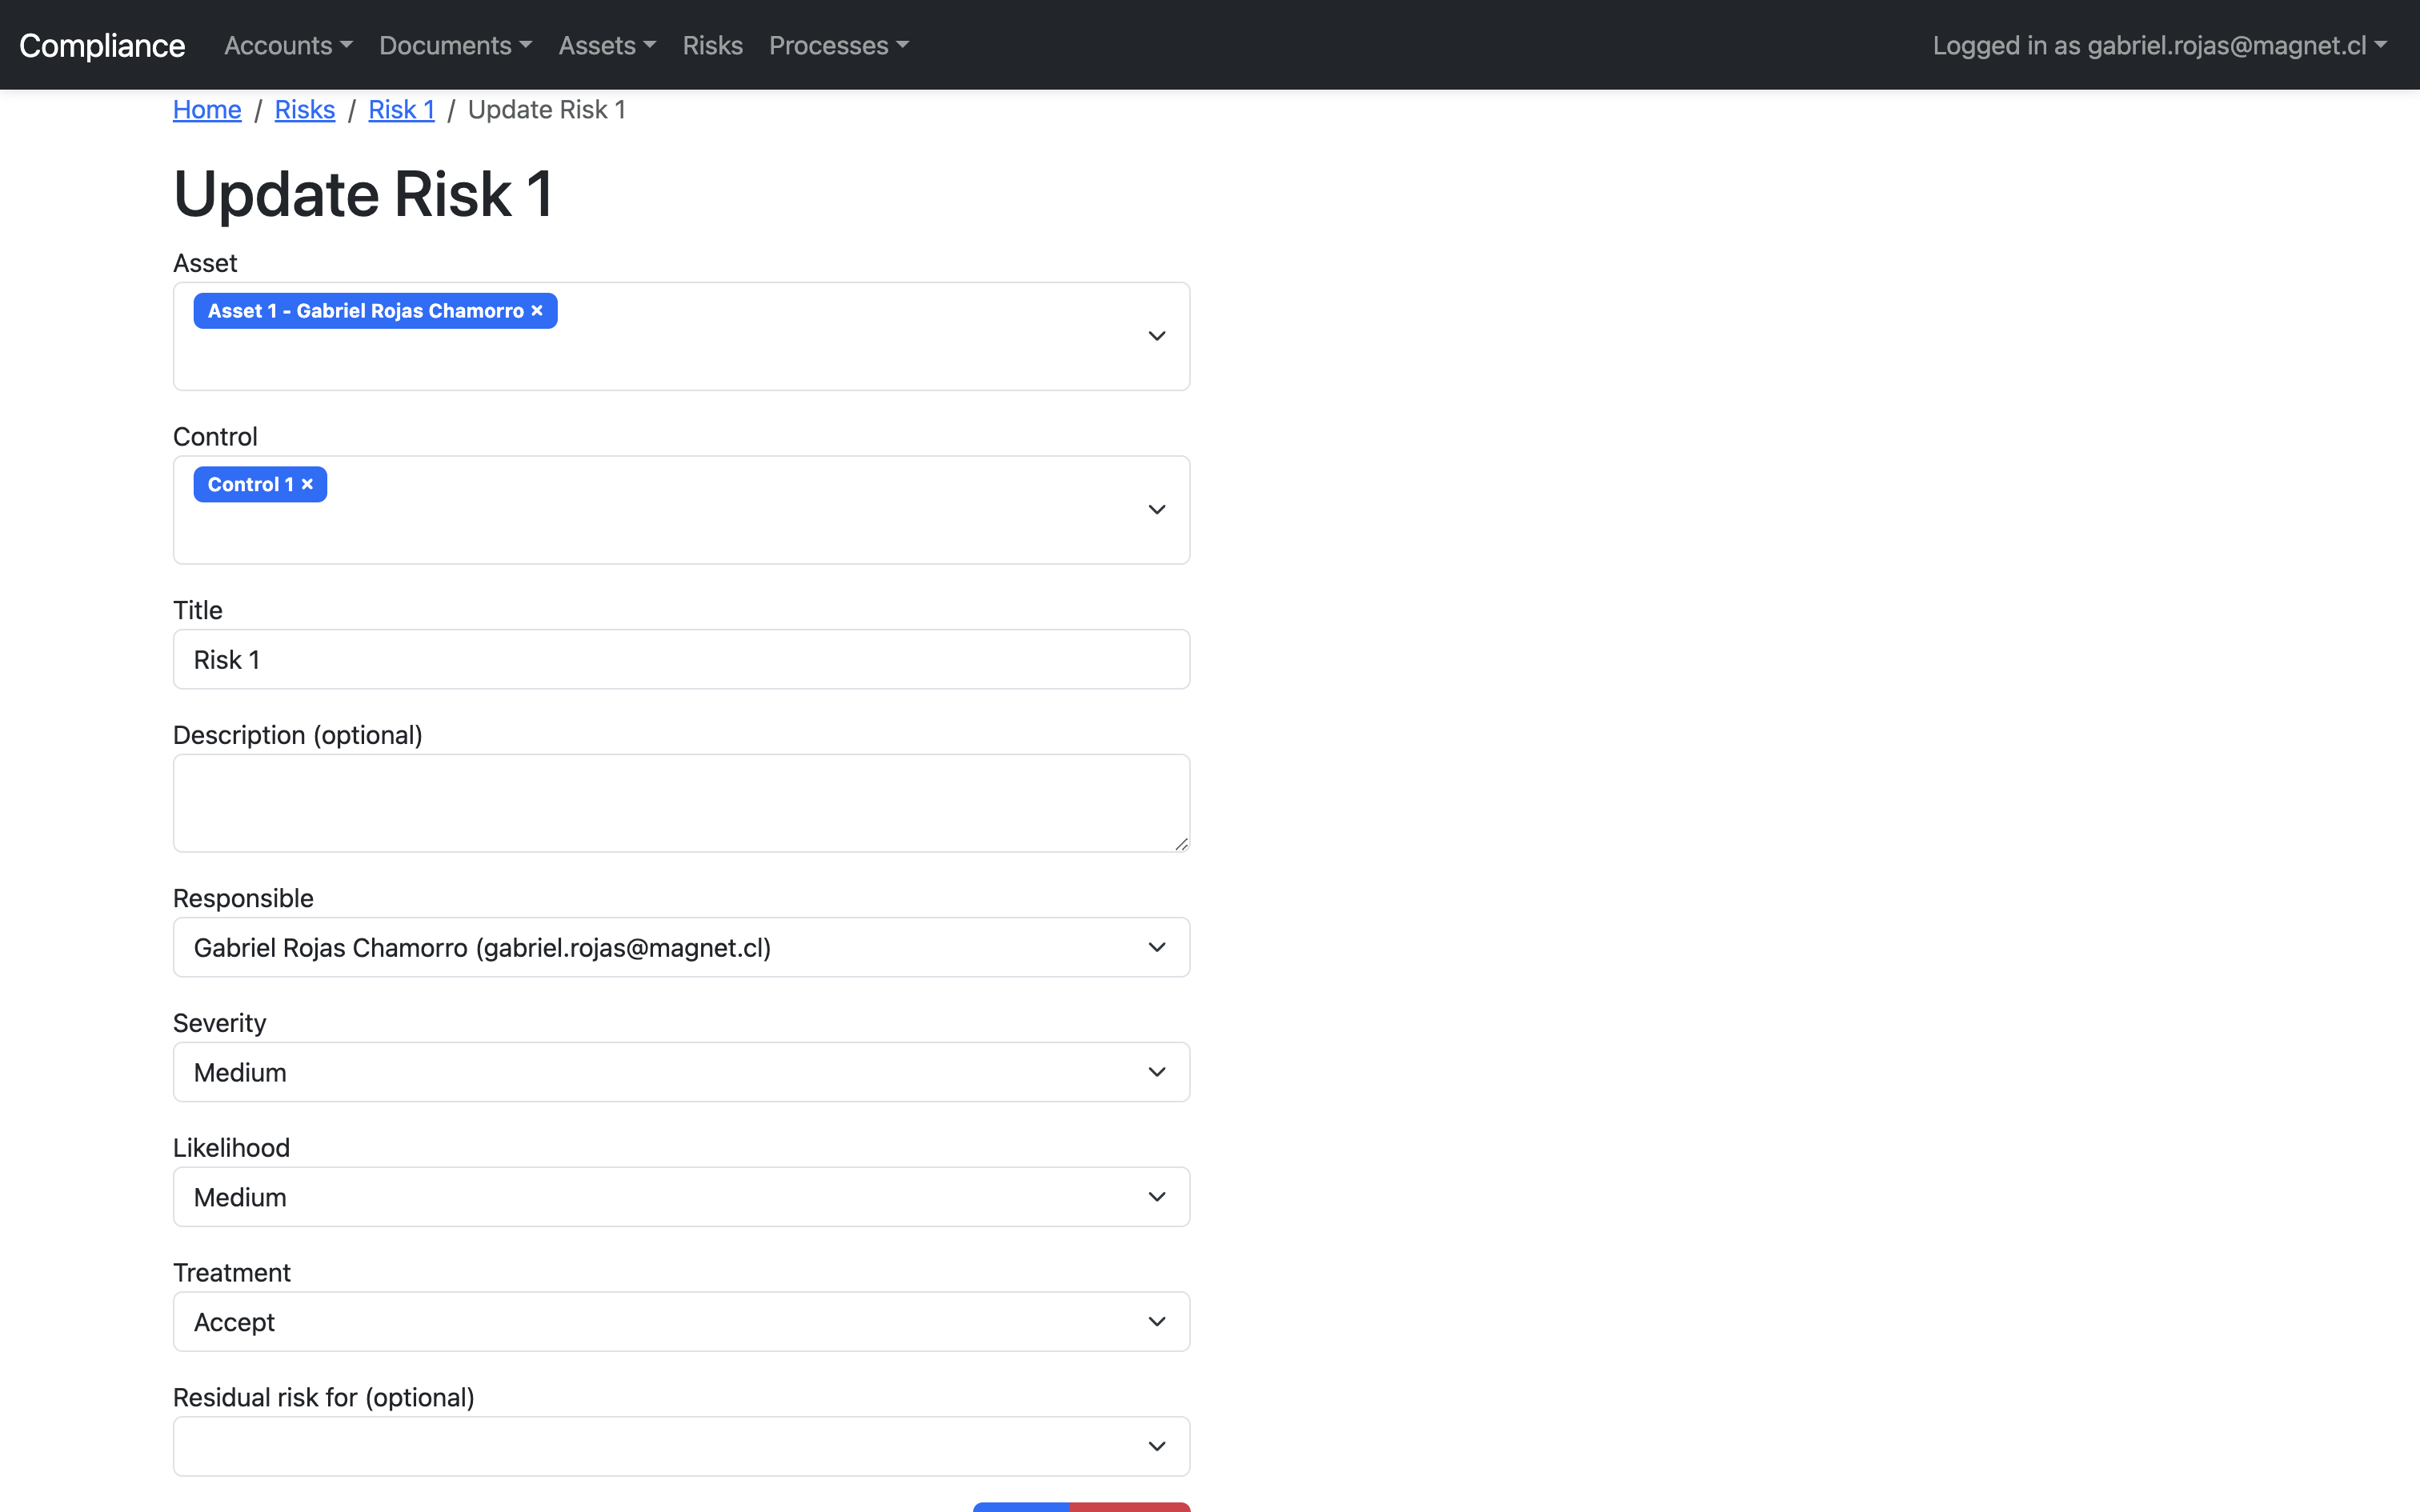 Compliance Accounts Documents Assets Risks Processes Logged in as gabriel.rojas@magnet.cl
Home / Risks / Risk 1 / Update Risk 1
Update Risk 1
Asset
Asset 1 - Gabriel Rojas Chamorro ×
Control
Control 1 ×
Title
Risk 1
Description (optional)
Responsible
Gabriel Rojas Chamorro (gabriel.rojas@magnet.cl)
Severity
Medium
Likelihood
Medium
Treatment
Accept
Residual risk for (optional)